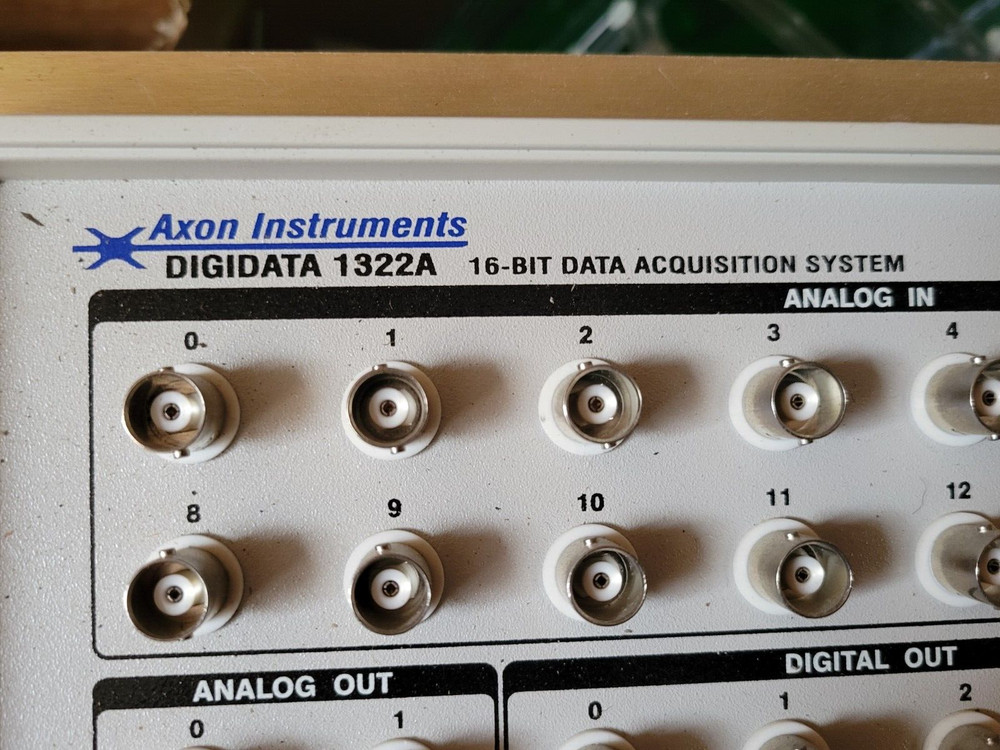 Axon Instruments
DIGIDATA 1322A 16-BIT DATA ACQUISITION SYSTEM
ANALOG IN
0 1 2 3 4
8 9 10 11 12
ANALOG OUT DIGITAL OUT
0 1 0 1 2